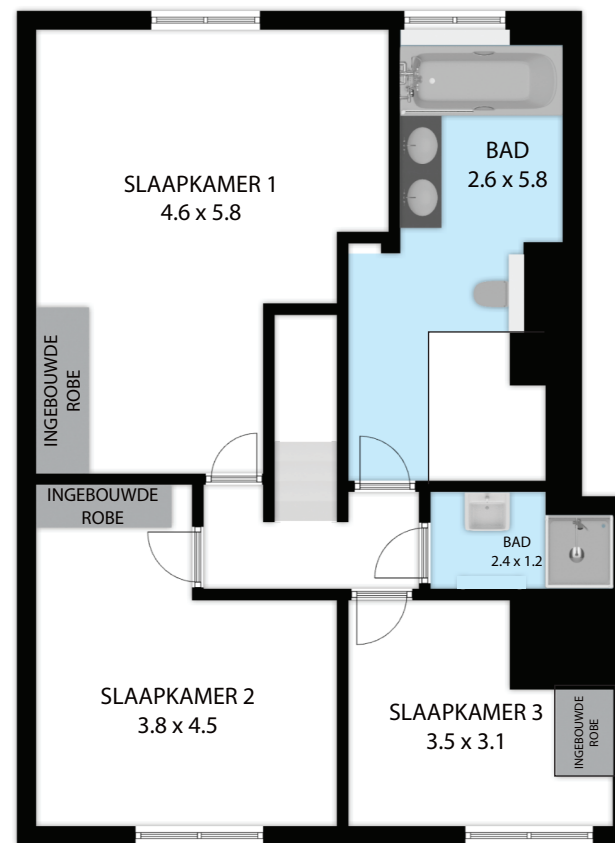 SLAAPKAMER 1
4.6 x 5.8
BAD
2.6 x 5.8
INGEBOUWDE
ROBE
INGEBOUWDE
ROBE
BAD
2.4 x 1.2
SLAAPKAMER 2
3.8 x 4.5
SLAAPKAMER 3
3.5 x 3.1
INGEBOUWDE
ROBE